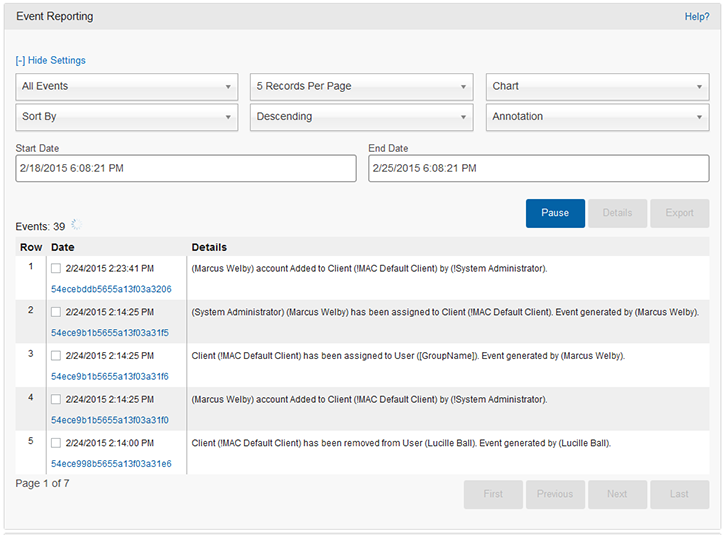 Event Reporting Help?
[-] Hide Settings
All Events 5 Records Per Page Chart
Sort By Descending Annotation
Start Date End Date
2/18/2015 6:08:21 PM 2/25/2015 6:08:21 PM
Pause Details Export
Events: 39
Row Date Details
1 2/24/2015 2:23:41 PM (Marcus Welby) account Added to Client (!MAC Default Client) by (!System Administrator).
54ecebddb5655a13f03a3206
2 2/24/2015 2:14:25 PM (System Administrator) (Marcus Welby) has been assigned to Client (!MAC Default Client). Event generated by (Marcus Welby).
54ece9b1b5655a13f03a31f5
3 2/24/2015 2:14:25 PM Client (!MAC Default Client) has been assigned to User ([GroupName]). Event generated by (Marcus Welby).
54ece9b1b5655a13f03a31f6
4 2/24/2015 2:14:25 PM (Marcus Welby) account Added to Client (!MAC Default Client) by (!System Administrator).
54ece9b1b5655a13f03a31f0
5 2/24/2015 2:14:00 PM Client (!MAC Default Client) has been removed from User (Lucille Ball). Event generated by (Lucille Ball).
54ece998b5655a13f03a31e6
Page 1 of 7
First Previous Next Last